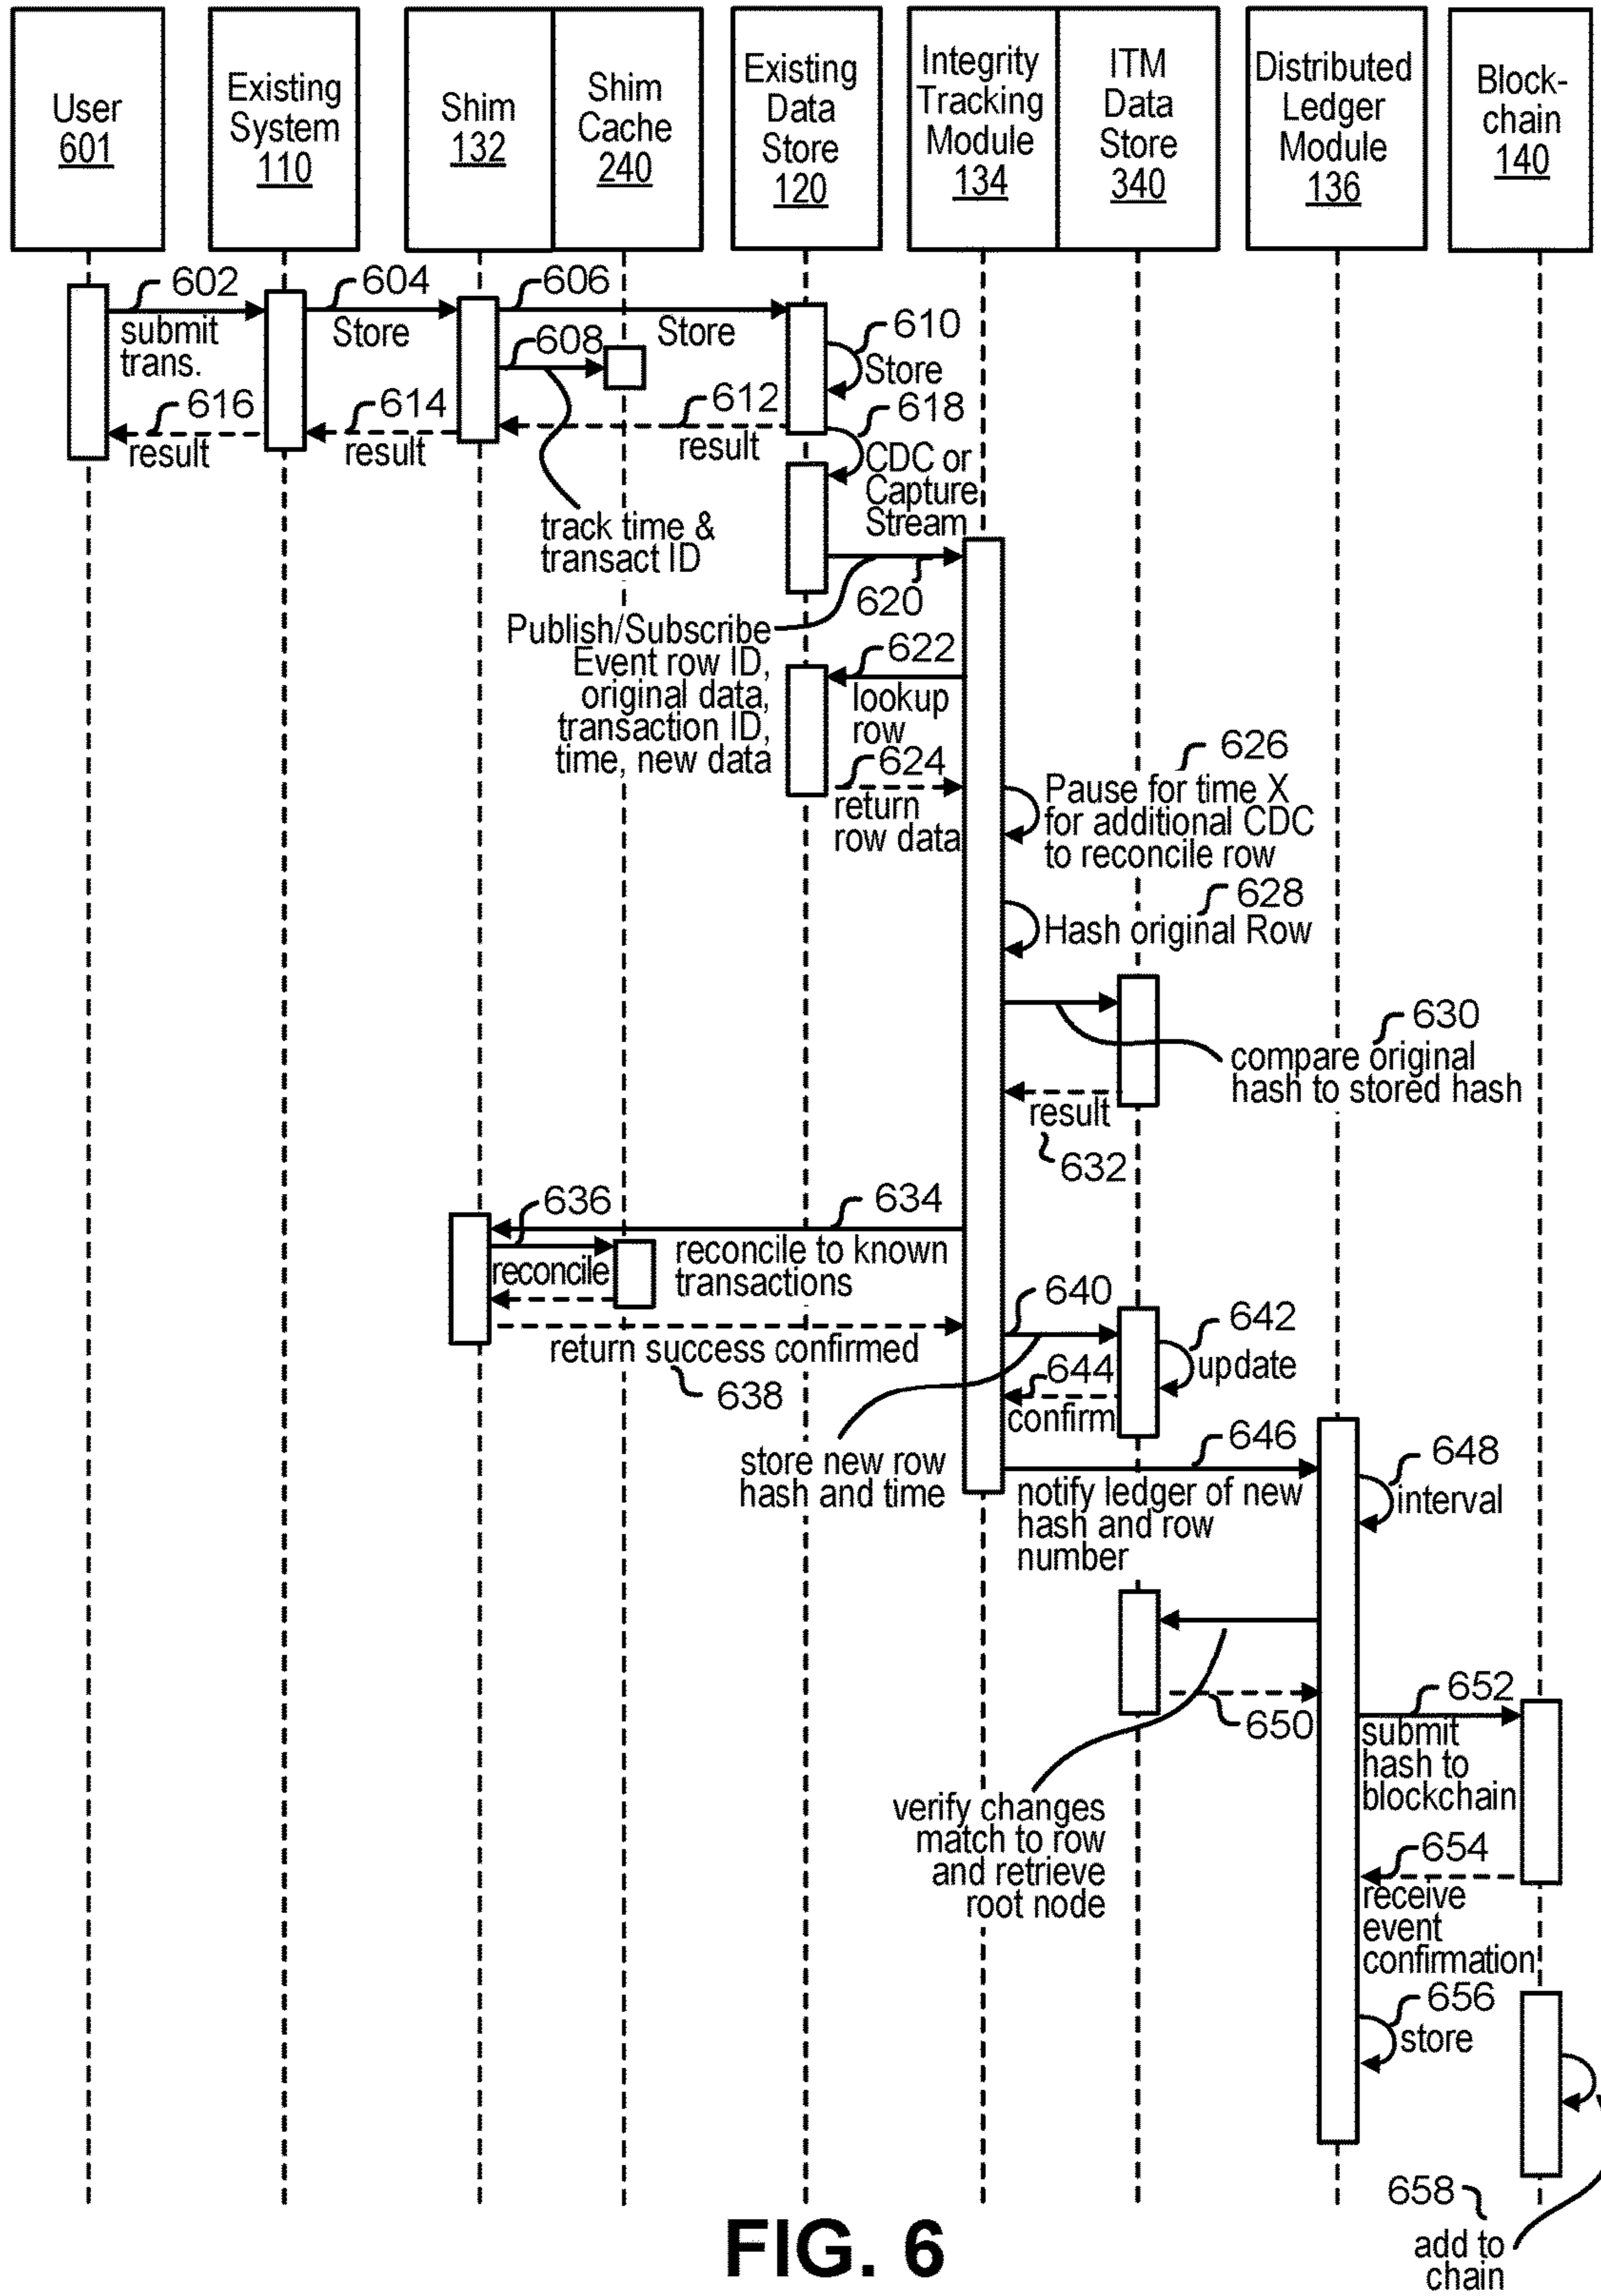 User
601
Existing
System
110
Shim
132
Shim
Cache
240
Existing
Data
Store
120
Integrity
Tracking
Module
134
ITM
Data
Store
340
Distributed
Ledger
Module
136
Block-
chain
140
602
submit
trans.
604
Store
606
Store
608
610
Store
616
result
614
result
612
result
618
CDC or
Capture
Stream
track time &
transact ID
620
Publish/Subscribe
Event row ID,
original data,
transaction ID,
time, new data
622
lookup
row
624
return
row data
626
Pause for time X
for additional CDC
to reconcile row
628
Hash original Row
630
compare original
hash to stored hash
result
632
634
reconcile to known
transactions
636
reconcile
return success confirmed
638
640
642
update
644
confirm
store new row
hash and time
646
notify ledger of new
hash and row
number
648
interval
650
verify changes
match to row
and retrieve
root node
652
submit
hash to
blockchain
654
receive
event
confirmation
656
store
658
add to
chain
FIG. 6